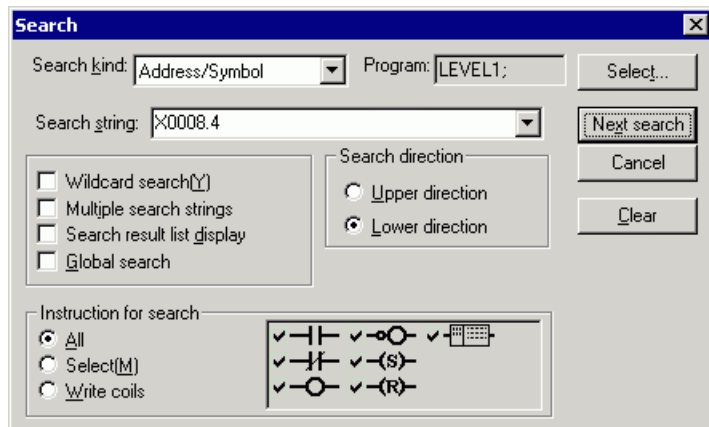 Search
Search kind: Address/Symbol Program: LEVEL1; Select...
Search string: X0008.4 Next search
Cancel
Clear
Wildcard search(Y)
Multiple search strings
Search result list display
Global search
Search direction
Upper direction
Lower direction
Instruction for search
All
Select(M)
Write coils
(S)
(R)